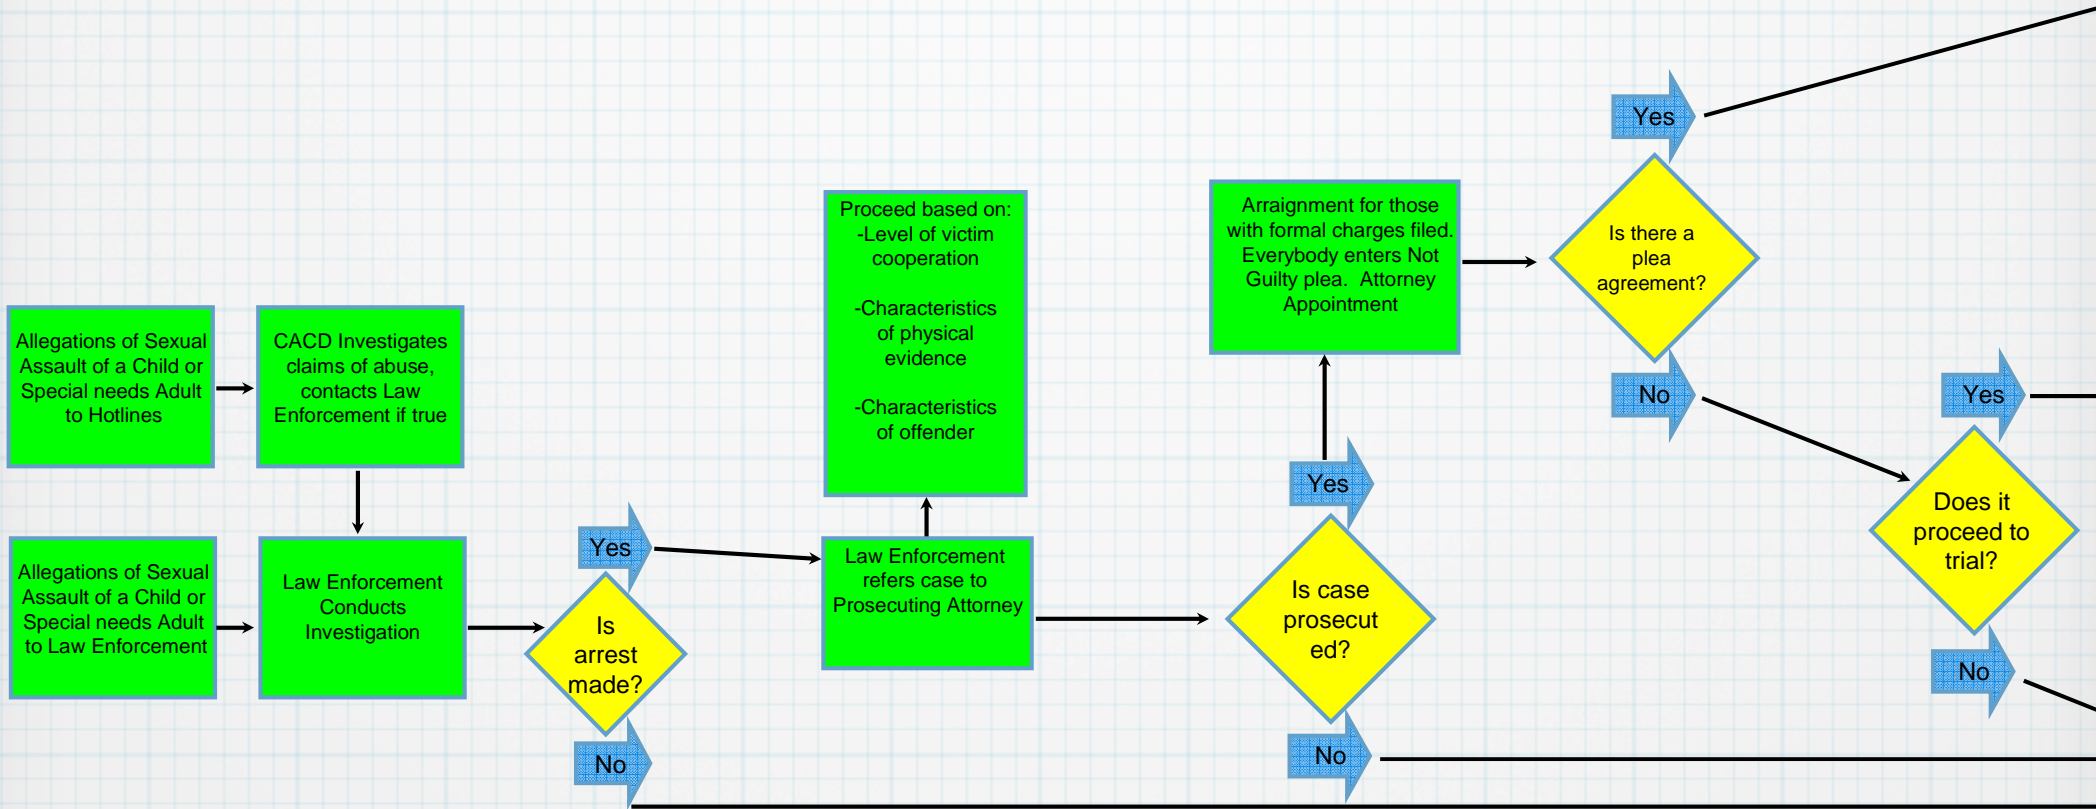 Allegations of Sexual
Assault of a Child or
Special needs Adult
to Hotlines
CACD Investigates
claims of abuse,
contacts Law
Enforcement if true
Allegations of Sexual
Assault of a Child or
Special needs Adult
to Law Enforcement
Law Enforcement
Conducts
Investigation
Yes
Is
arrest
made?
No
Proceed based on:
-Level of victim
cooperation
-Characteristics
of physical
evidence
-Characteristics
of offender
Law Enforcement
refers case to
Prosecuting Attorney
Yes
Is case
prosecut
ed?
No
Arraignment for those
with formal charges filed.
Everybody enters Not
Guilty plea.  Attorney
Appointment
Yes
Is there a
plea
agreement?
No
Yes
Does it
proceed to
trial?
No